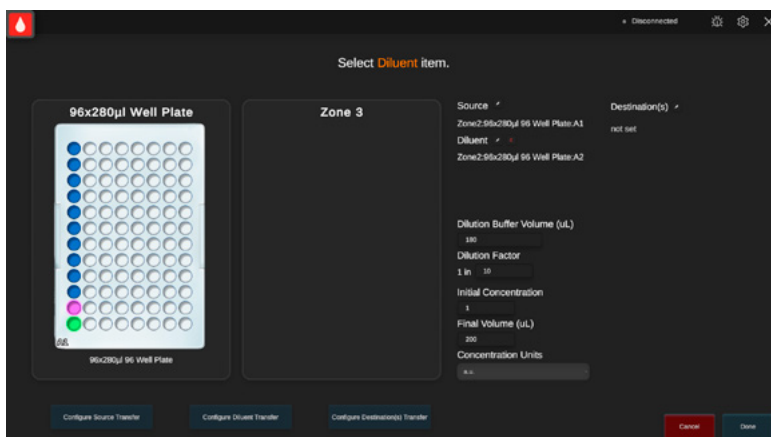 Disconnected
Select Diluent item.
96x280µl Well Plate
A1
96x280µl 96 Well Plate
Zone 3
Source
Zone2:96x280µl 96 Well Plate:A1
Diluent
Zone2:96x280µl 96 Well Plate:A2
Dilution Buffer Volume (uL)
180
Dilution Factor
1 in 10
Initial Concentration
1
Final Volume (uL)
200
Concentration Units
Destination(s)
not set
Configure Source Transfer
Configure Diluent Transfer
Configure Destination(s) Transfer
Cancel
Done